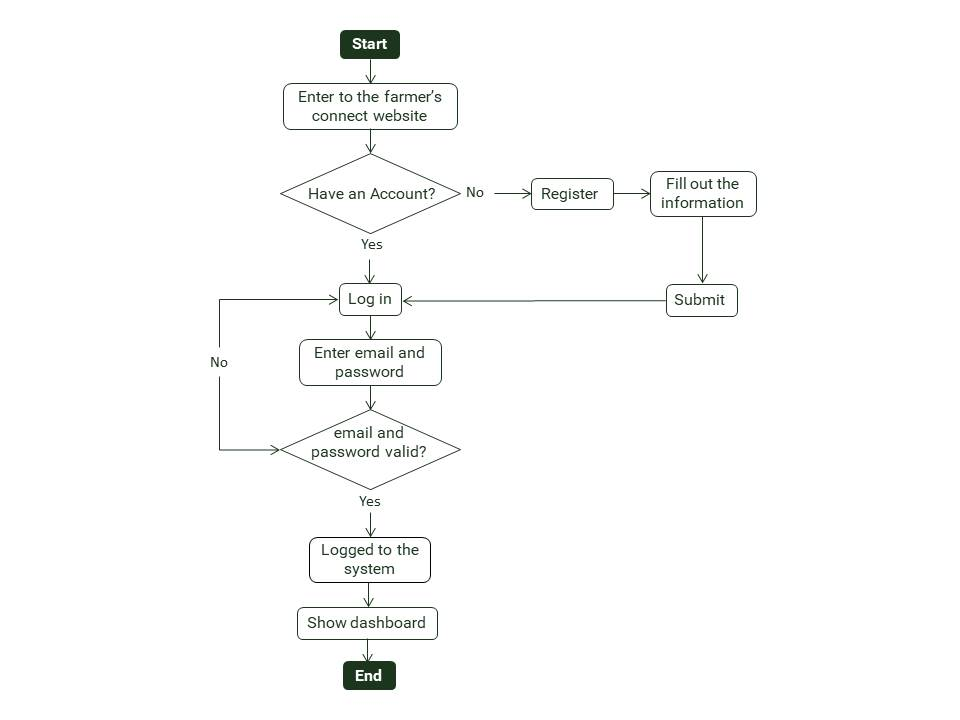 Start
Enter to the farmer’s
connect website
Have an Account?
No
Register
Fill out the
information
Yes
Log in
Submit
No
Enter email and
password
email and
password valid?
Yes
Logged to the
system
Show dashboard
End